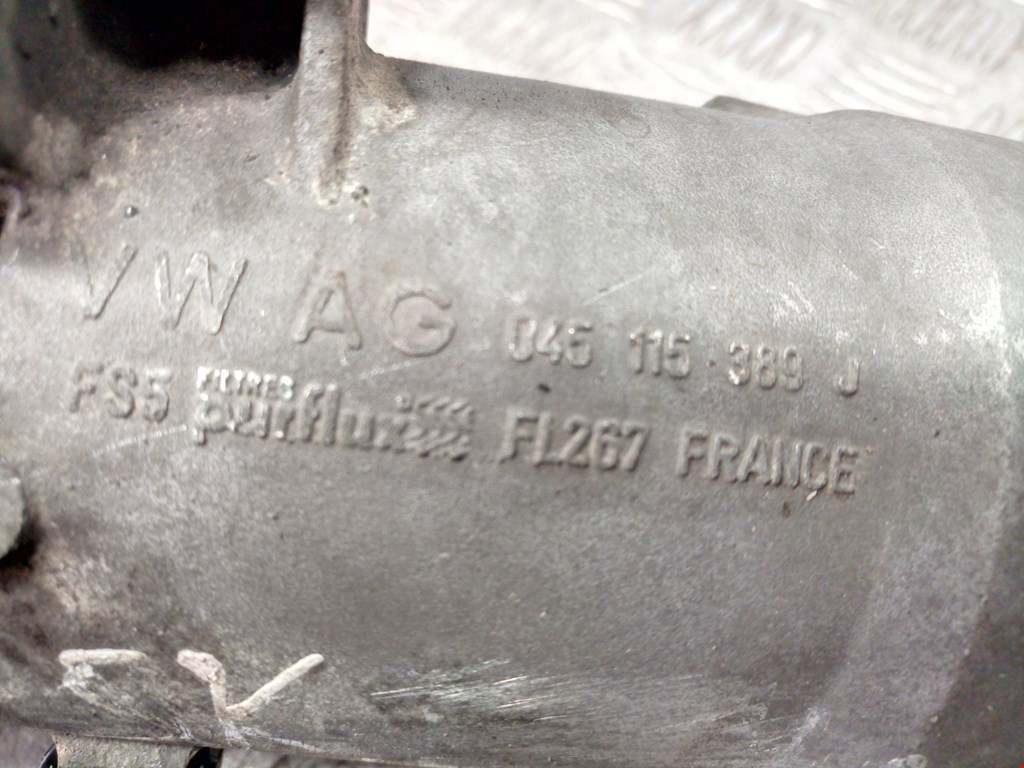 VW AG 045 115 389 J
FS5 FILTRES purflux FL267 FRANCE